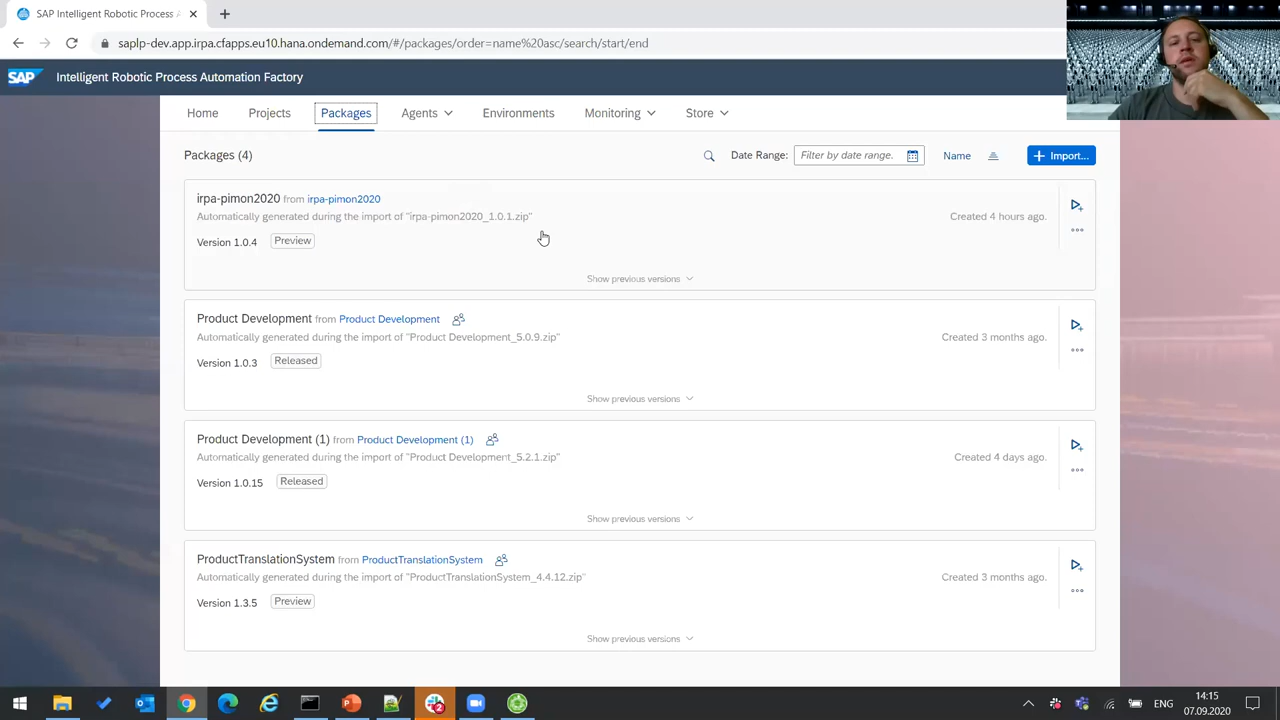 SAP Intelligent Robotic Process A
saplp-dev.app.irpa.cfapps.eu10.hana.ondemand.com/#/packages/order=name%20asc/search/start/end
SAP Intelligent Robotic Process Automation Factory
Home Projects Packages Agents Environments Monitoring Store
Packages (4) Date Range: Filter by date range. Name Import...
irpa-pimon2020 from irpa-pimon2020
Automatically generated during the import of "irpa-pimon2020_1.0.1.zip" Created 4 hours ago.
Version 1.0.4 Preview
Show previous versions
Product Development from Product Development
Automatically generated during the import of "Product Development_5.0.9.zip" Created 3 months ago.
Version 1.0.3 Released
Show previous versions
Product Development (1) from Product Development (1)
Automatically generated during the import of "Product Development_5.2.1.zip" Created 4 days ago.
Version 1.0.15 Released
Show previous versions
ProductTranslationSystem from ProductTranslationSystem
Automatically generated during the import of "ProductTranslationSystem_4.4.12.zip" Created 3 months ago.
Version 1.3.5 Preview
Show previous versions
ENG 14:15
07.09.2020